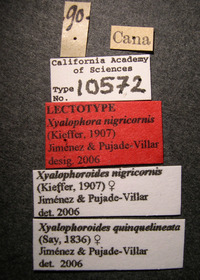 90-
Cana
California Academy
of Sciences
Type
No. 10572
LECTOTYPE
Xyalophora nigricornis
(Kieffer, 1907)
Jiménez & Pujade-Villar
desig. 2006
Xyalophoroides nigricornis
(Kieffer, 1907) ♀
Jiménez & Pujade-Villar
det. 2006
Xyalophoroides quinquelineata
(Say, 1836) ♀
Jiménez & Pujade-Villar
det. 2006